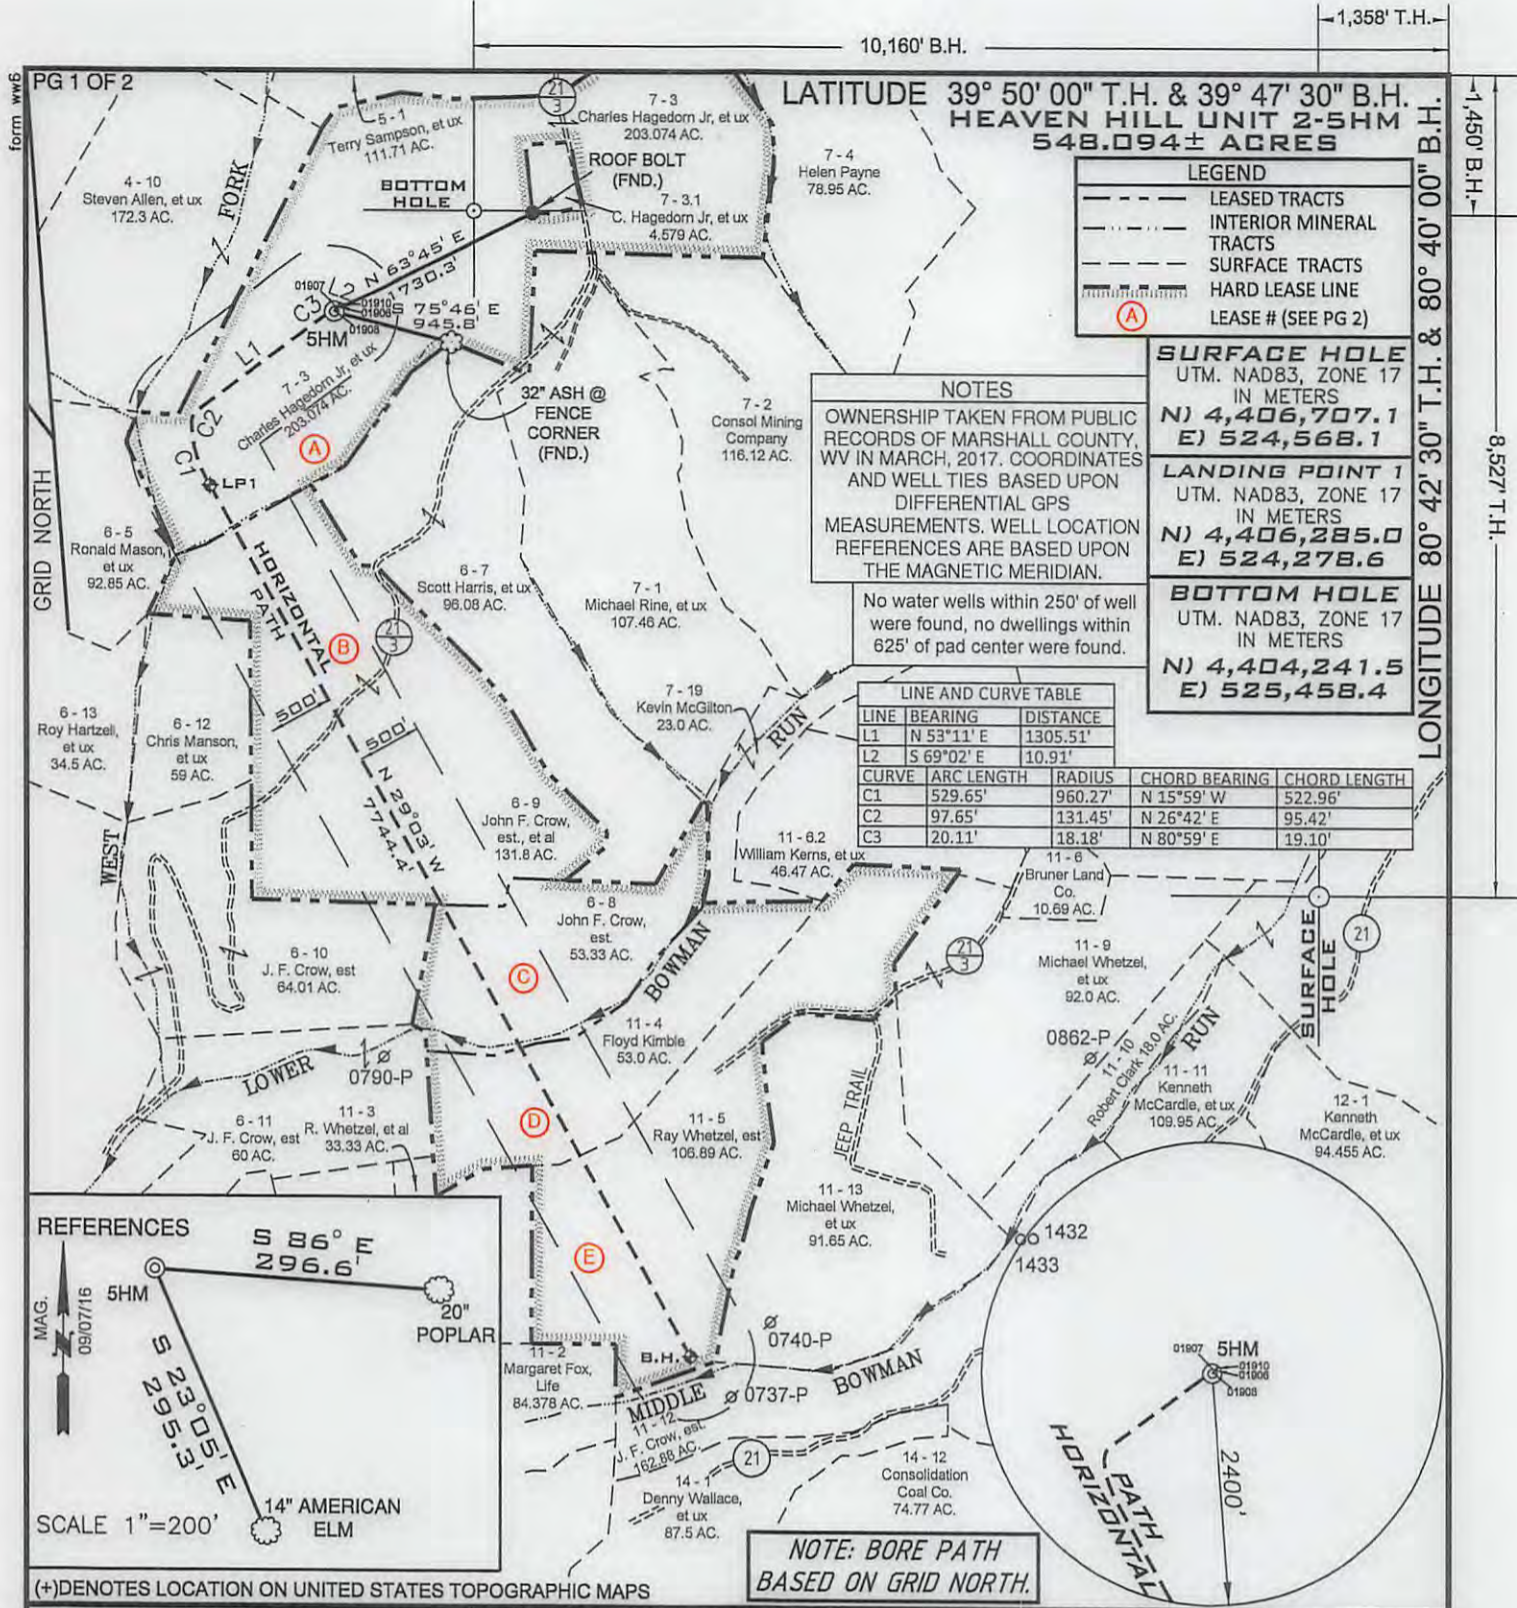 1,358' T.H.
10,160' B.H.
form ww6
PG 1 OF 2
LATITUDE 39° 50' 00" T.H. & 39° 47' 30" B.H.
HEAVEN HILL UNIT 2-5HM
548.094± ACRES
1,450' B.H.
8,527' T.H.
LONGITUDE 80° 42' 30" T.H. & 80° 40' 00" B.H.
LEGEND
LEASED TRACTS
INTERIOR MINERAL
TRACTS
SURFACE TRACTS
HARD LEASE LINE
A LEASE # (SEE PG 2)
SURFACE HOLE
UTM. NAD83, ZONE 17
IN METERS
N) 4,406,707.1
E) 524,568.1
LANDING POINT 1
UTM. NAD83, ZONE 17
IN METERS
N) 4,406,285.0
E) 524,278.6
BOTTOM HOLE
UTM. NAD83, ZONE 17
IN METERS
N) 4,404,241.5
E) 525,458.4
NOTES
OWNERSHIP TAKEN FROM PUBLIC
RECORDS OF MARSHALL COUNTY,
WV IN MARCH, 2017. COORDINATES
AND WELL TIES BASED UPON
DIFFERENTIAL GPS
MEASUREMENTS. WELL LOCATION
REFERENCES ARE BASED UPON
THE MAGNETIC MERIDIAN.
No water wells within 250' of well
were found, no dwellings within
625' of pad center were found.
LINE AND CURVE TABLE
LINE BEARING DISTANCE
L1 N 53°11' E 1305.51'
L2 S 69°02' E 10.91'
CURVE ARC LENGTH RADIUS CHORD BEARING CHORD LENGTH
C1 529.65' 960.27' N 15°59' W 522.96'
C2 97.65' 131.45' N 26°42' E 95.42'
C3 20.11' 18.18' N 80°59' E 19.10'
5 - 1
Terry Sampson, et ux
111.71 AC.
21
3
7 - 3
Charles Hagedorn Jr, et ux
203.074 AC.
7 - 4
Helen Payne
78.95 AC.
ROOF BOLT
(FND.)
4 - 10
Steven Allen, et ux
172.3 AC.
FORK
BOTTOM
HOLE
7 - 3.1
C. Hagedorn Jr, et ux
4.579 AC.
N 63°45' E
1730.3'
L2
C3
01907
01910
01906
01908
5HM
S 75°46' E
945.8'
L1
7 - 3
Charles Hagedorn Jr, et ux
203.074 AC.
C2
C1
A
LP1
32" ASH @
FENCE
CORNER
(FND.)
7 - 2
Consol Mining
Company
116.12 AC.
GRID NORTH
6 - 5
Ronald Mason,
et ux
92.85 AC.
HORIZONTAL
PATH
6 - 7
Scott Harris, et ux
96.08 AC.
7 - 1
Michael Rine, et ux
107.46 AC.
B
21
3
500'
500'
7 - 19
Kevin McGilton
23.0 AC.
RUN
6 - 13
Roy Hartzell,
et ux
34.5 AC.
6 - 12
Chris Manson,
et ux
59 AC.
N 29°03' W
7744.4'
6 - 9
John F. Crow,
est., et al
131.8 AC.
WEST
11 - 6.2
William Kerns, et ux
46.47 AC.
11 - 6
Bruner Land
Co.
10.69 AC.
6 - 8
John F. Crow,
est.
53.33 AC.
BOWMAN
21
3
11 - 9
Michael Whetzel,
et ux
92.0 AC.
SURFACE
HOLE
21
6 - 10
J. F. Crow, est
64.01 AC.
C
11 - 4
Floyd Kimble
53.0 AC.
LOWER
0790-P
0862-P
11 - 10
Robert Clark 18.0 AC.
RUN
11 - 11
Kenneth
McCardle, et ux
109.95 AC.
12 - 1
Kenneth
McCardle, et ux
94.455 AC.
6 - 11
J. F. Crow, est
60 AC.
11 - 3
R. Whetzel, et al
33.33 AC.
D
11 - 5
Ray Whetzel, est
106.89 AC.
JEEP TRAIL
11 - 13
Michael Whetzel,
et ux
91.65 AC.
E
1432
1433
REFERENCES
MAG.
09/07/16
5HM
S 86° E
296.6'
20"
POPLAR
S 23°05' E
295.3'
14" AMERICAN
ELM
SCALE 1"=200'
B.H.
0740-P
11 - 2
Margaret Fox,
Life
84.378 AC.
MIDDLE
0737-P
BOWMAN
11 - 12
J. F. Crow, est.
162.88 AC.
21
14 - 1
Denny Wallace,
et ux
87.5 AC.
14 - 12
Consolidation
Coal Co.
74.77 AC.
01907
5HM
01910
01906
01908
2400'
PATH
HORIZONTAL
NOTE: BORE PATH
BASED ON GRID NORTH.
(+)DENOTES LOCATION ON UNITED STATES TOPOGRAPHIC MAPS